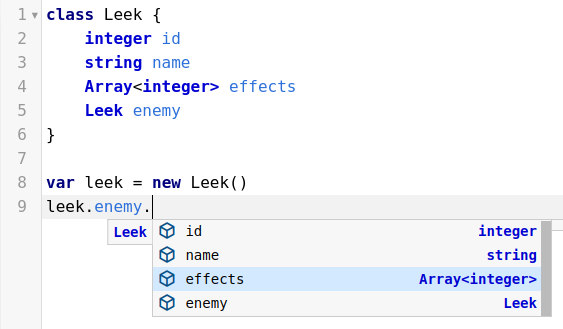 1 class Leek {
2     integer id
3     string name
4     Array<integer> effects
5     Leek enemy
6 }
7
8 var leek = new Leek()
9 leek.enemy.
Leek
id integer
name string
effects Array<integer>
enemy Leek